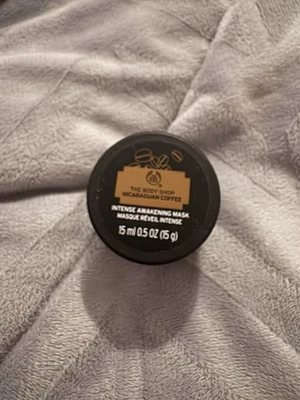 THE BODY SHOP
NICARAGUAN COFFEE
INTENSE AWAKENING MASK
MASQUE RÉVEIL INTENSE
15 ml 0.5 OZ (15 g)